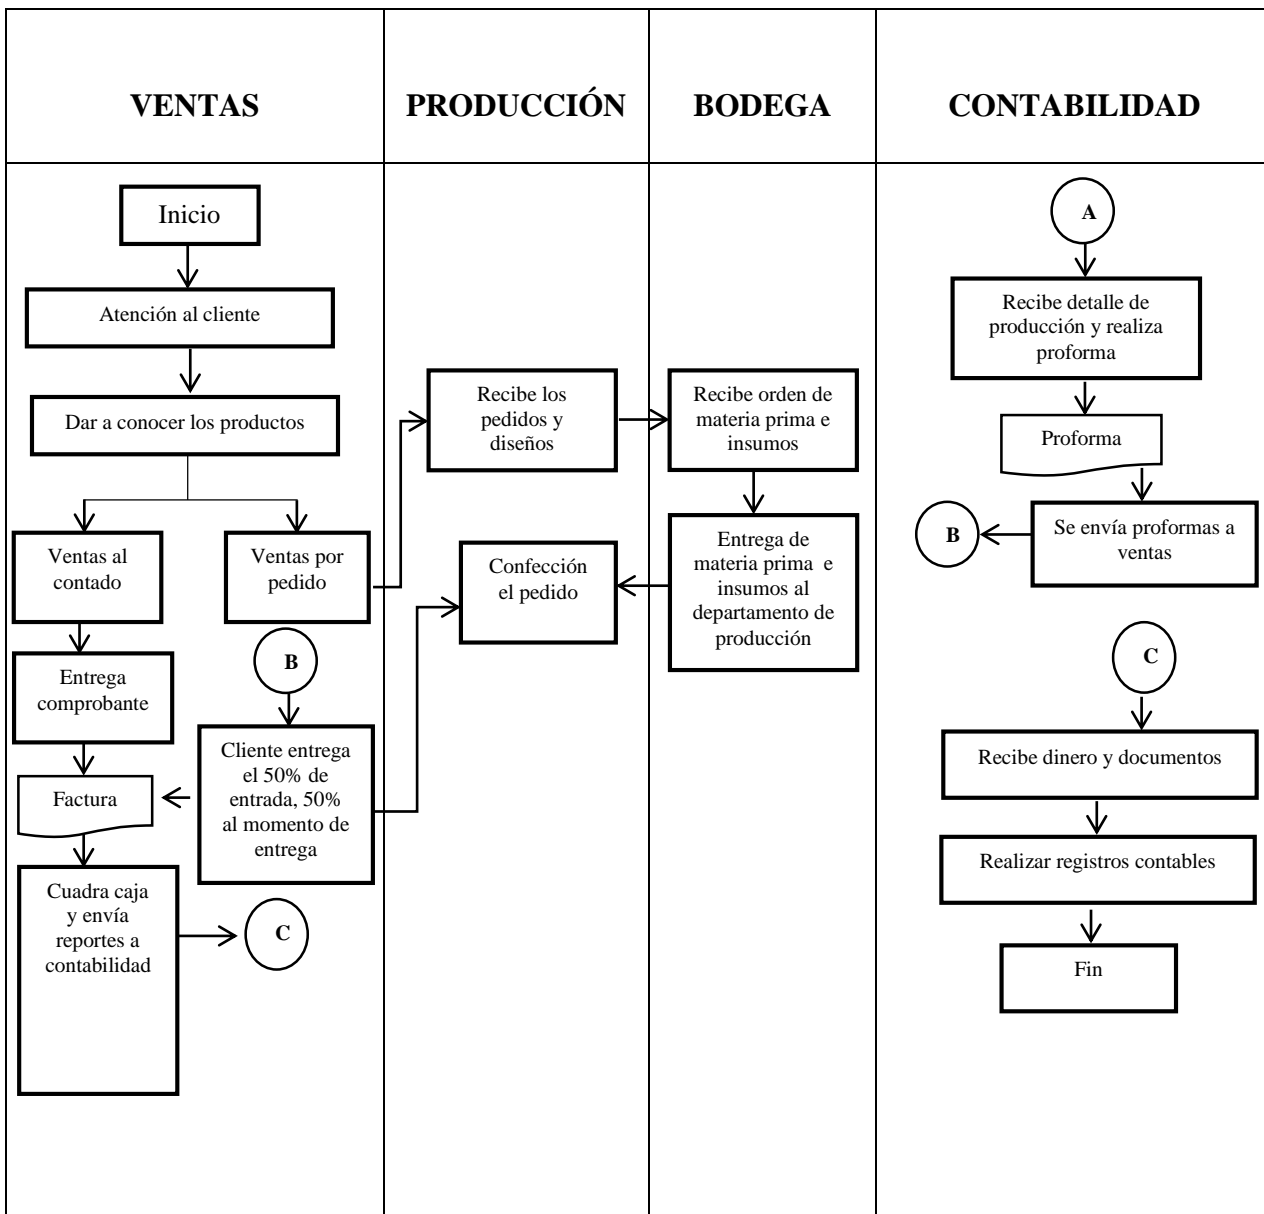 VENTAS
PRODUCCIÓN
BODEGA
CONTABILIDAD
Inicio
Atención al cliente
Dar a conocer los productos
Ventas al
contado
Ventas por
pedido
Entrega
comprobante
B
Factura
Cliente entrega
el 50% de
entrada, 50%
al momento de
entrega
Cuadra caja
y envía
reportes a
contabilidad
C
Recibe los
pedidos y
diseños
Confección
el pedido
Recibe orden de
materia prima e
insumos
Entrega de
materia prima e
insumos al
departamento de
producción
A
Recibe detalle de
producción y realiza
proforma
Proforma
Se envía proformas a
ventas
B
C
Recibe dinero y documentos
Realizar registros contables
Fin